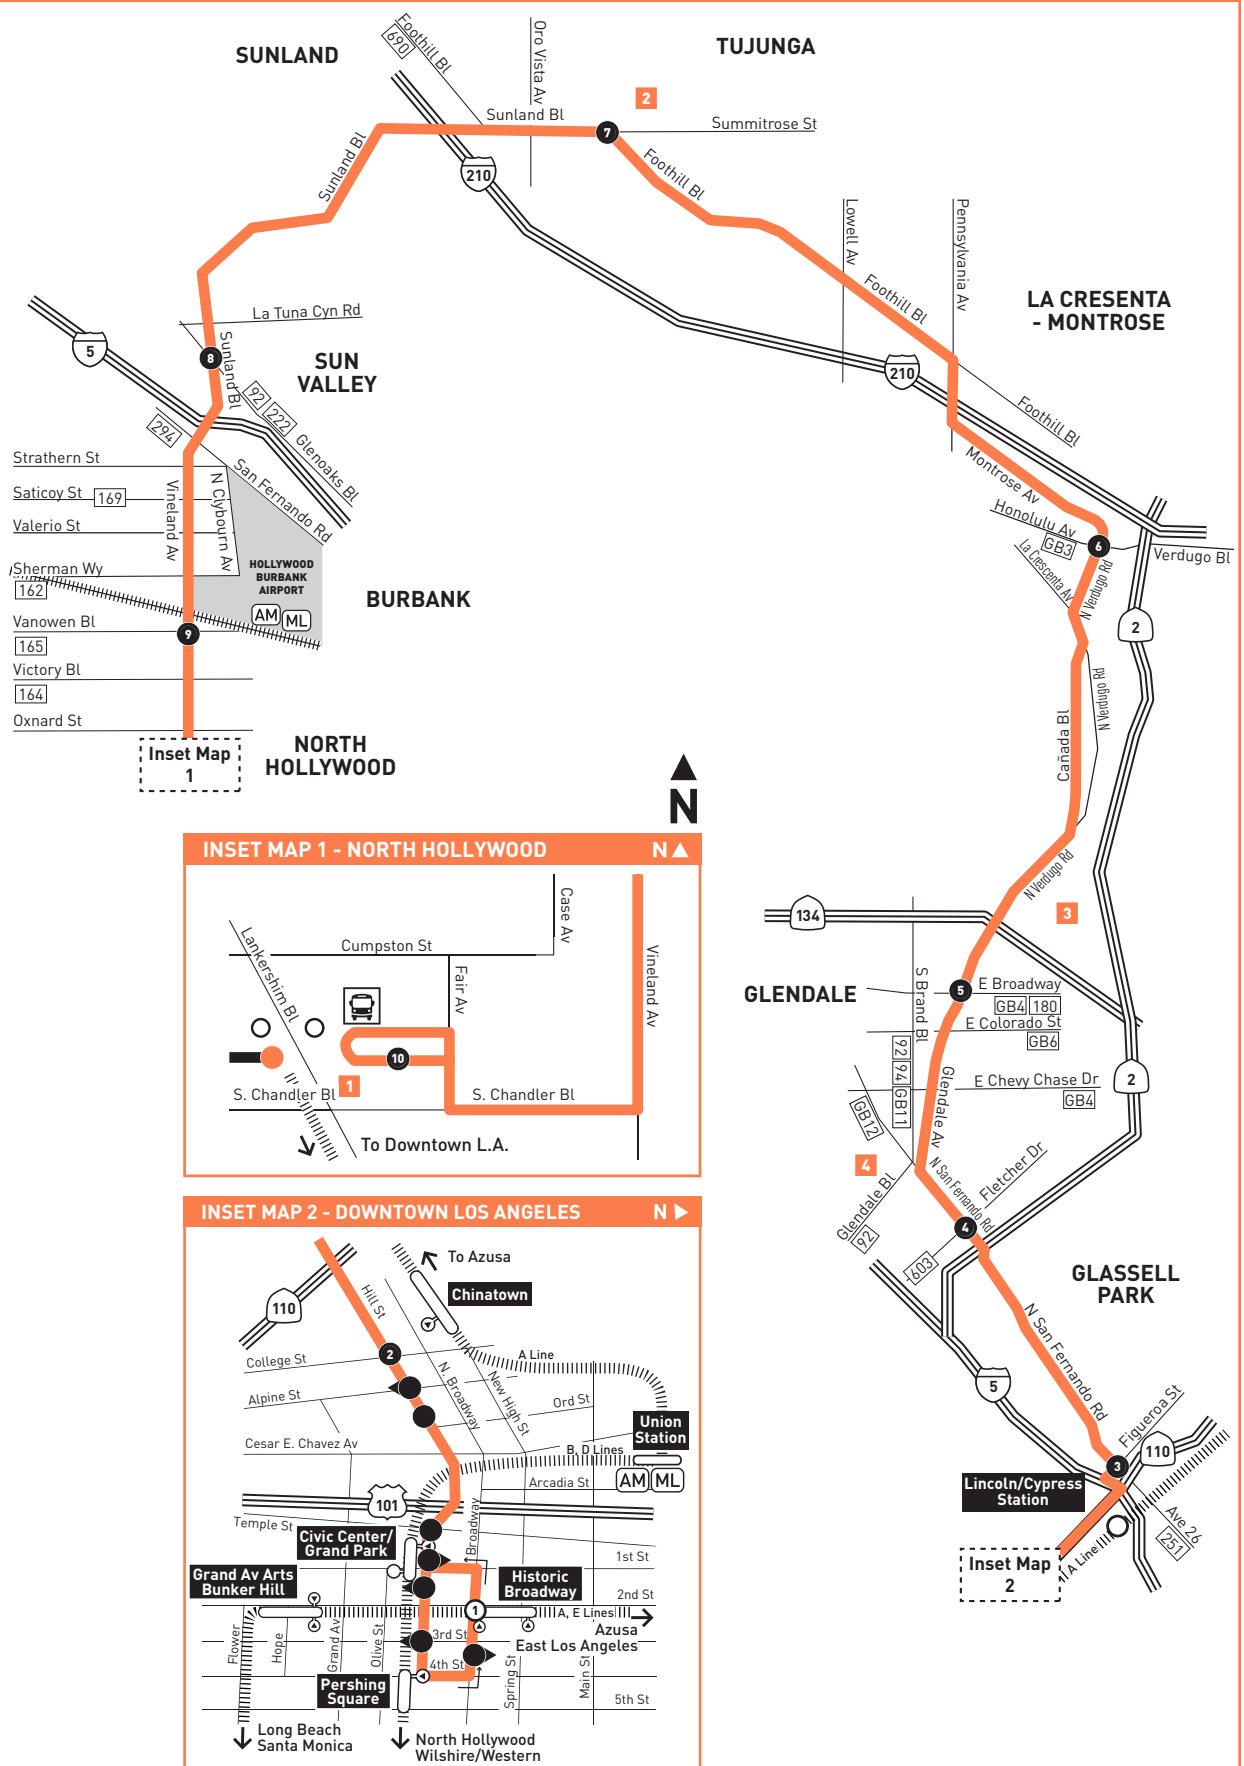 SUNLAND
TUJUNGA
Foothill Bl
690
Oro Vista Av
Sunland Bl
2
7
Summitrose St
Sunland Bl
210
Foothill Bl
Lowell Av
Pennsylvania Av
Foothill Bl
LA CRESENTA
- MONTROSE
La Tuna Cyn Rd
5
8
Sunland Bl
SUN
VALLEY
210
92
222
Glenoaks Bl
294
Foothill Bl
Strathern St
San Fernando Rd
Montrose Av
Saticoy St
169
Vineland Av
N Clybourn Av
Valerio St
Honolulu Av
GB3
6
Verdugo Bl
La Crescenta Av
N Verdugo Rd
HOLLYWOOD
BURBANK
AIRPORT
AM
ML
Sherman Wy
162
BURBANK
Vanowen Bl
165
9
2
Victory Bl
164
N Verdugo Rd
Cañada Bl
Oxnard St
Inset Map
1
NORTH
HOLLYWOOD
N
INSET MAP 1 - NORTH HOLLYWOOD
N
Case Av
Lankershim Bl
Cumpston St
Fair Av
Vineland Av
10
1
S. Chandler Bl
S. Chandler Bl
To Downtown L.A.
N Verdugo Rd
134
3
GLENDALE
S Brand Bl
5
E Broadway
GB4
180
E Colorado St
GB6
92
94
GB11
Glendale Av
E Chevy Chase Dr
GB4
2
GB12
4
N San Fernando Rd
Fletcher Dr
Glendale Bl
92
4
603
GLASSELL
PARK
5
N San Fernando Rd
Figueroa St
3
110
Lincoln/Cypress
Station
Ave 26
251
A Line
Inset Map
2
INSET MAP 2 - DOWNTOWN LOS ANGELES
N
To Azusa
Chinatown
110
Hill St
2
College St
A Line
N. Broadway
New High St
Alpine St
Ord St
Union
Station
Cesar E. Chavez Av
B, D Lines
AM
ML
Arcadia St
101
Temple St
Broadway
Civic Center/
Grand Park
1st St
Grand Av Arts
Bunker Hill
Historic
Broadway
2nd St
1
A, E Lines
Azusa
East Los Angeles
Flower
Hope
Grand Av
Olive St
3rd St
4th St
Spring St
Main St
Pershing
Square
5th St
Long Beach
Santa Monica
North Hollywood
Wilshire/Western